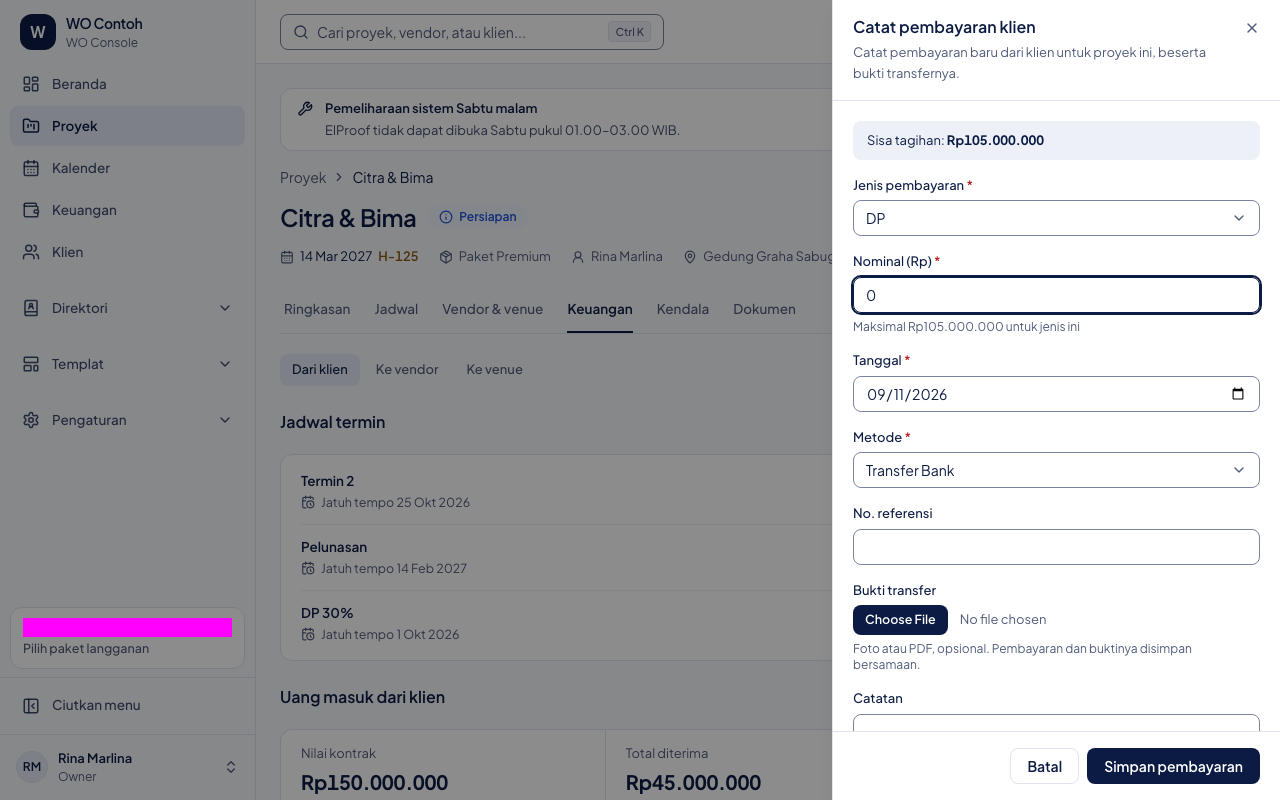 W
WO Contoh
WO Console
Beranda
Proyek
Kalender
Keuangan
Klien
Direktori
Templat
Pengaturan
Pilih paket langganan
Ciutkan menu
RM
Rina Marlina
Owner
Cari proyek, vendor, atau klien...
Ctrl K
Pemeliharaan sistem Sabtu malam
ElProof tidak dapat dibuka Sabtu pukul 01.00–03.00 WIB.
Proyek > Citra & Bima
Citra & Bima
Persiapan
14 Mar 2027 H-125
Paket Premium
Rina Marlina
Gedung Graha Sabug
Ringkasan
Jadwal
Vendor & venue
Keuangan
Kendala
Dokumen
Dari klien
Ke vendor
Ke venue
Jadwal termin
Termin 2
Jatuh tempo 25 Okt 2026
Pelunasan
Jatuh tempo 14 Feb 2027
DP 30%
Jatuh tempo 1 Okt 2026
Uang masuk dari klien
Nilai kontrak
Rp150.000.000
Total diterima
Rp45.000.000
Catat pembayaran klien
Catat pembayaran baru dari klien untuk proyek ini, beserta
bukti transfernya.
Sisa tagihan: Rp105.000.000
Jenis pembayaran *
DP
Nominal (Rp) *
0
Maksimal Rp105.000.000 untuk jenis ini
Tanggal *
09/11/2026
Metode *
Transfer Bank
No. referensi
Bukti transfer
Choose File
No file chosen
Foto atau PDF, opsional. Pembayaran dan buktinya disimpan
bersamaan.
Catatan
Batal
Simpan pembayaran